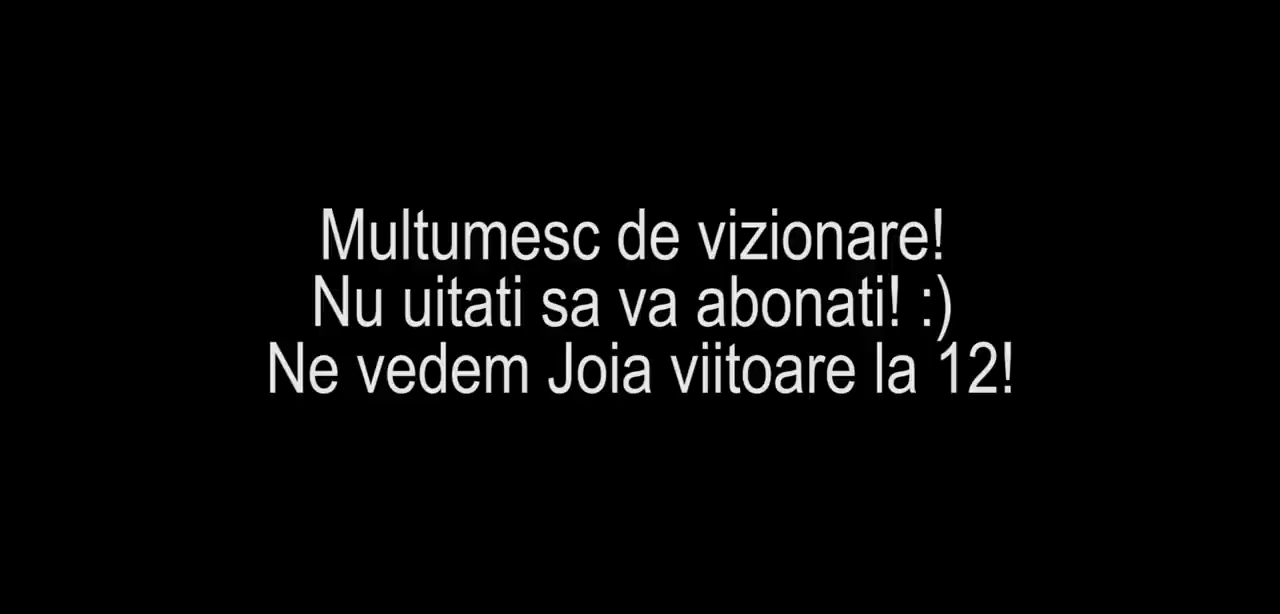 Multumesc de vizionare!
Nu uitati sa va abonati! :)
Ne vedem Joia viitoare la 12!